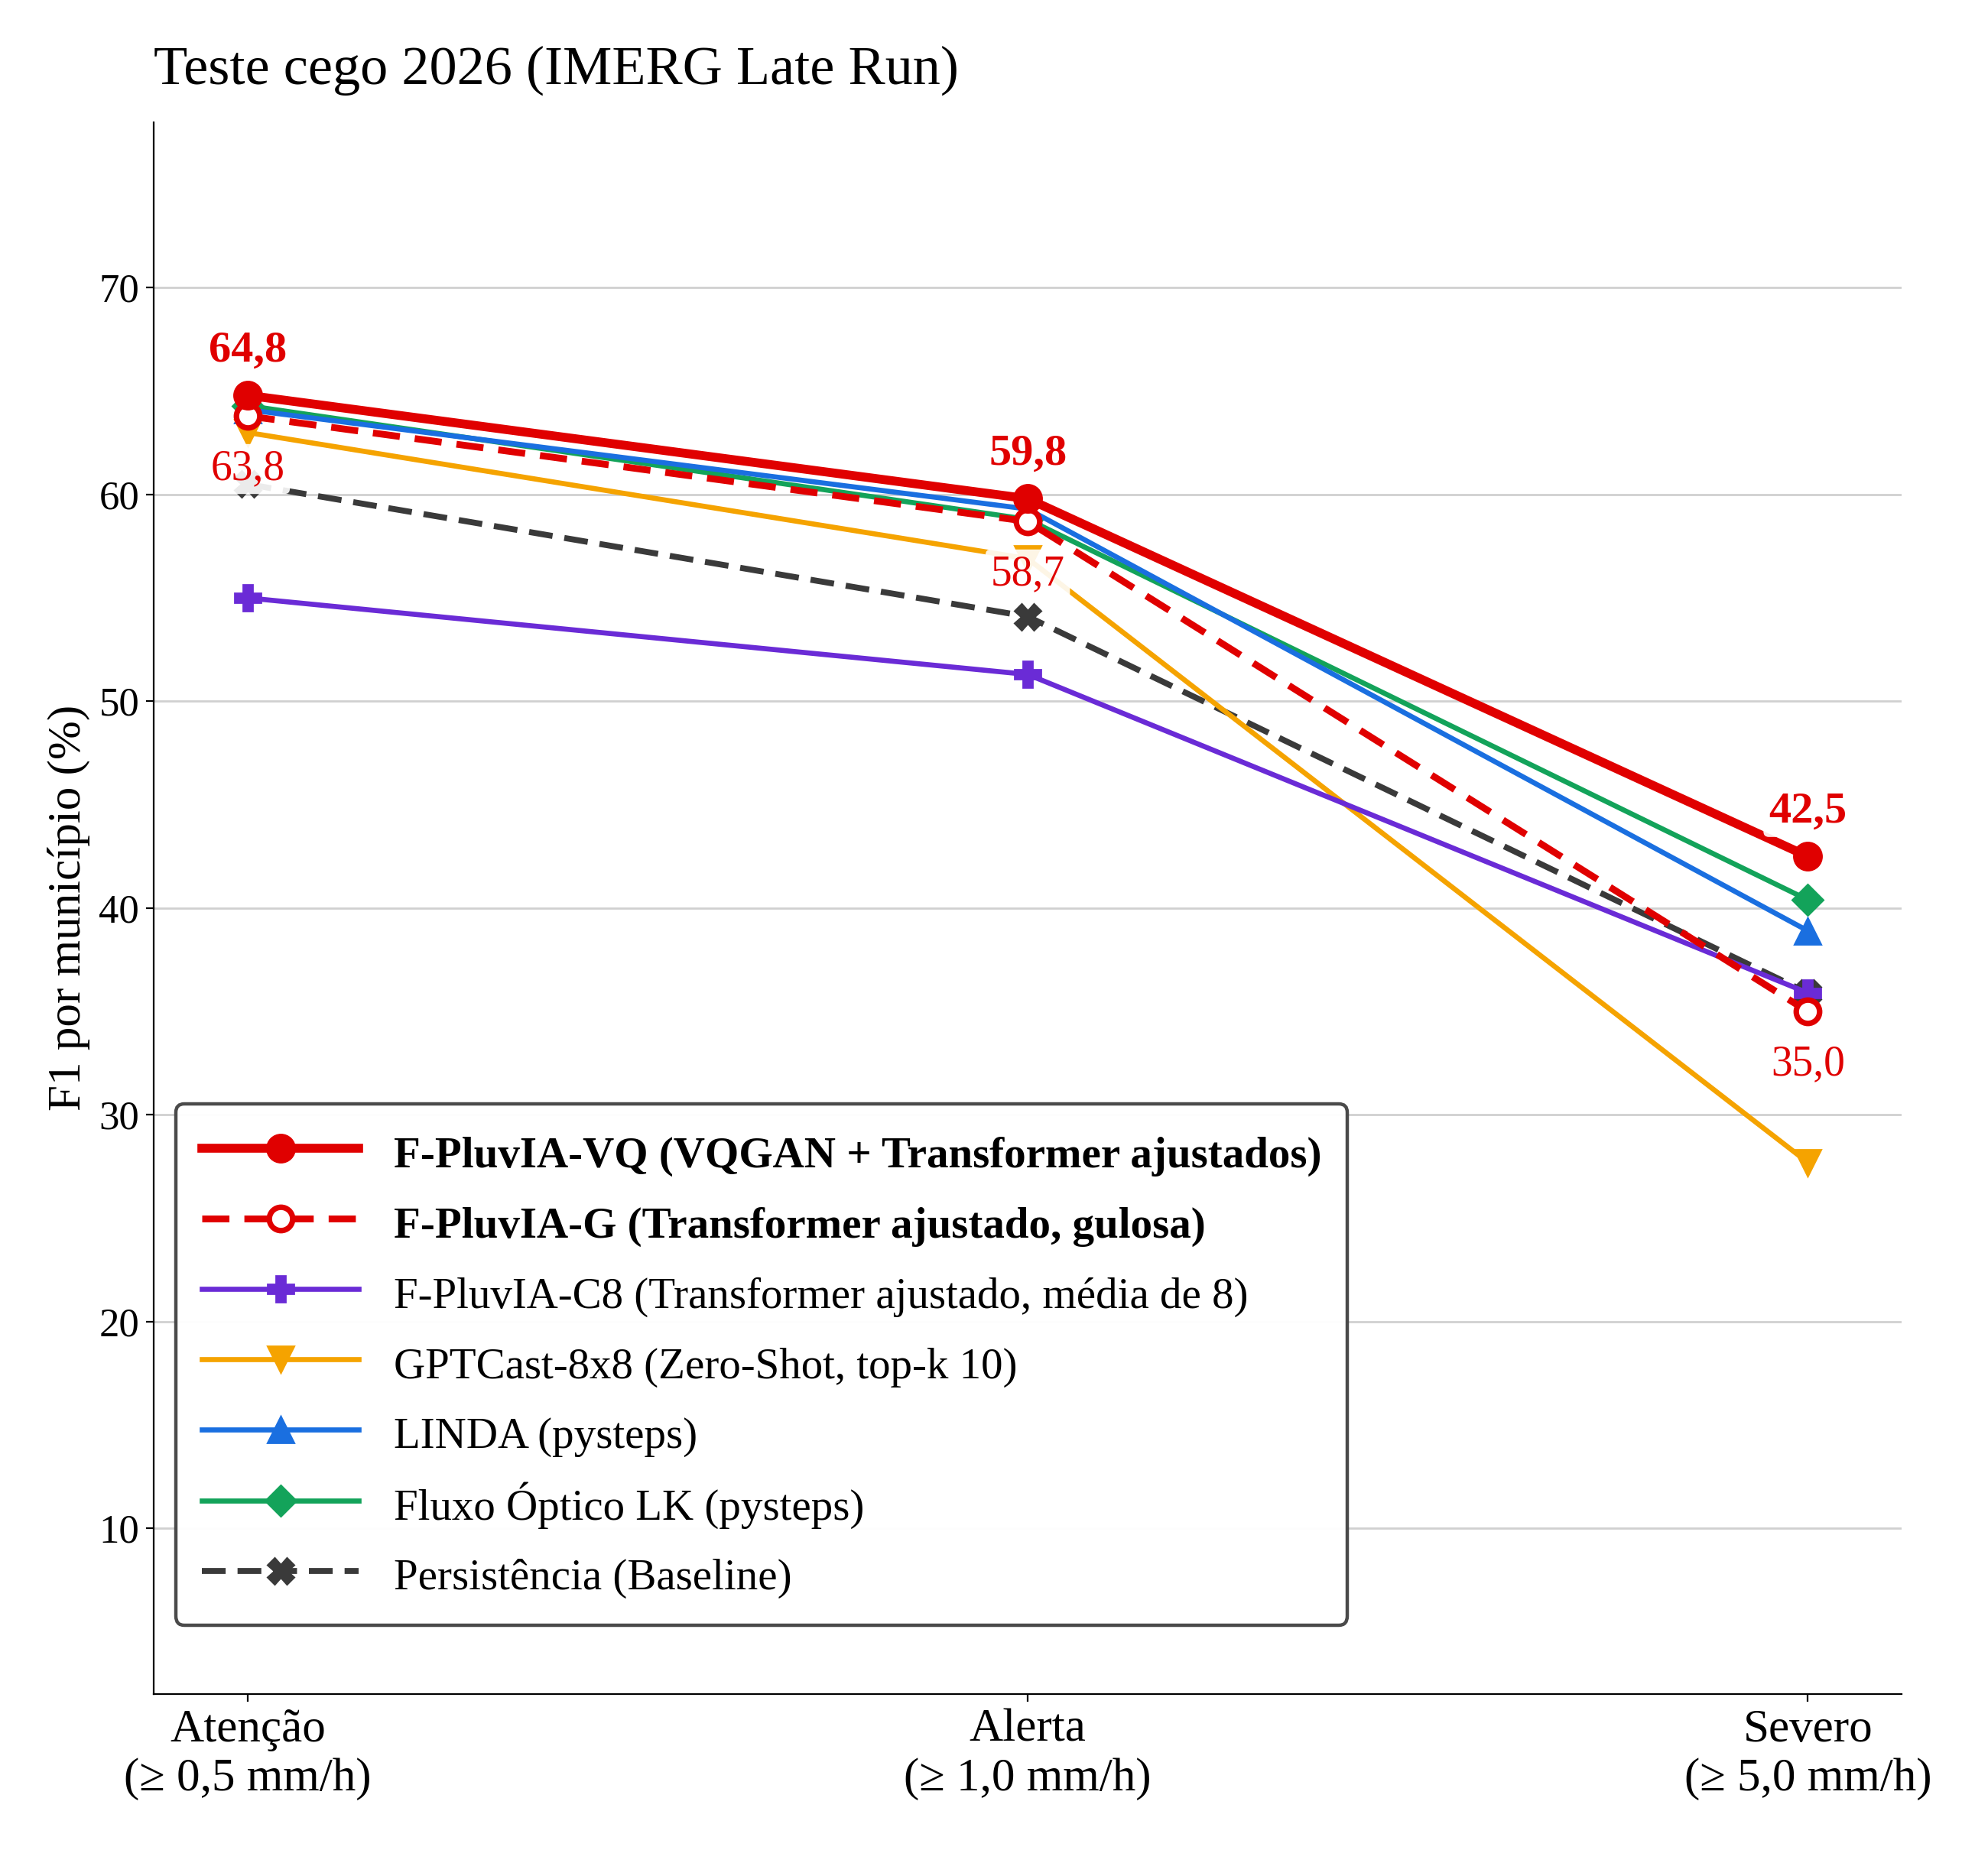 Teste cego 2026 (IMERG Late Run)
F1 por município (%)
70
60
50
40
30
20
10
64,8
63,8
59,8
58,7
42,5
35,0
F-PluvIA-VQ (VQGAN + Transformer ajustados)
F-PluvIA-G (Transformer ajustado, gulosa)
F-PluvIA-C8 (Transformer ajustado, média de 8)
GPTCast-8x8 (Zero-Shot, top-k 10)
LINDA (pysteps)
Fluxo Óptico LK (pysteps)
Persistência (Baseline)
Atenção
(≥ 0,5 mm/h)
Alerta
(≥ 1,0 mm/h)
Severo
(≥ 5,0 mm/h)